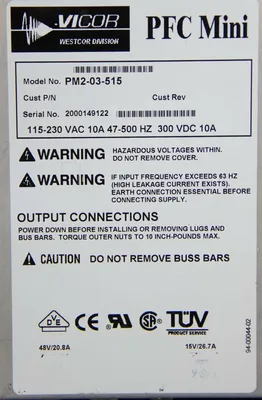 VICOR
WESTCOR DIVISION
PFC Mini
Model No. PM2-03-515
Cust P/N Cust Rev
Serial No. 2000149122
115-230 VAC 10A 47-500 HZ 300 VDC 10A
WARNING
HAZARDOUS VOLTAGES WITHIN.
DO NOT REMOVE COVER.
WARNING
IF INPUT FREQUENCY EXCEEDS 63 HZ
(HIGH LEAKAGE CURRENT EXISTS).
EARTH CONNECTION ESSENTIAL BEFORE
CONNECTING SUPPLY.
OUTPUT CONNECTIONS
POWER DOWN BEFORE INSTALLING OR REMOVING LUGS AND
BUS BARS. TORQUE OUTER NUTS TO 10 INCH-POUNDS MAX.
CAUTION DO NOT REMOVE BUSS BARS
VDE CE UL SA TÜV
PRODUCT SERVICE
48V/20.8A 15V/26.7A
94-00044-02